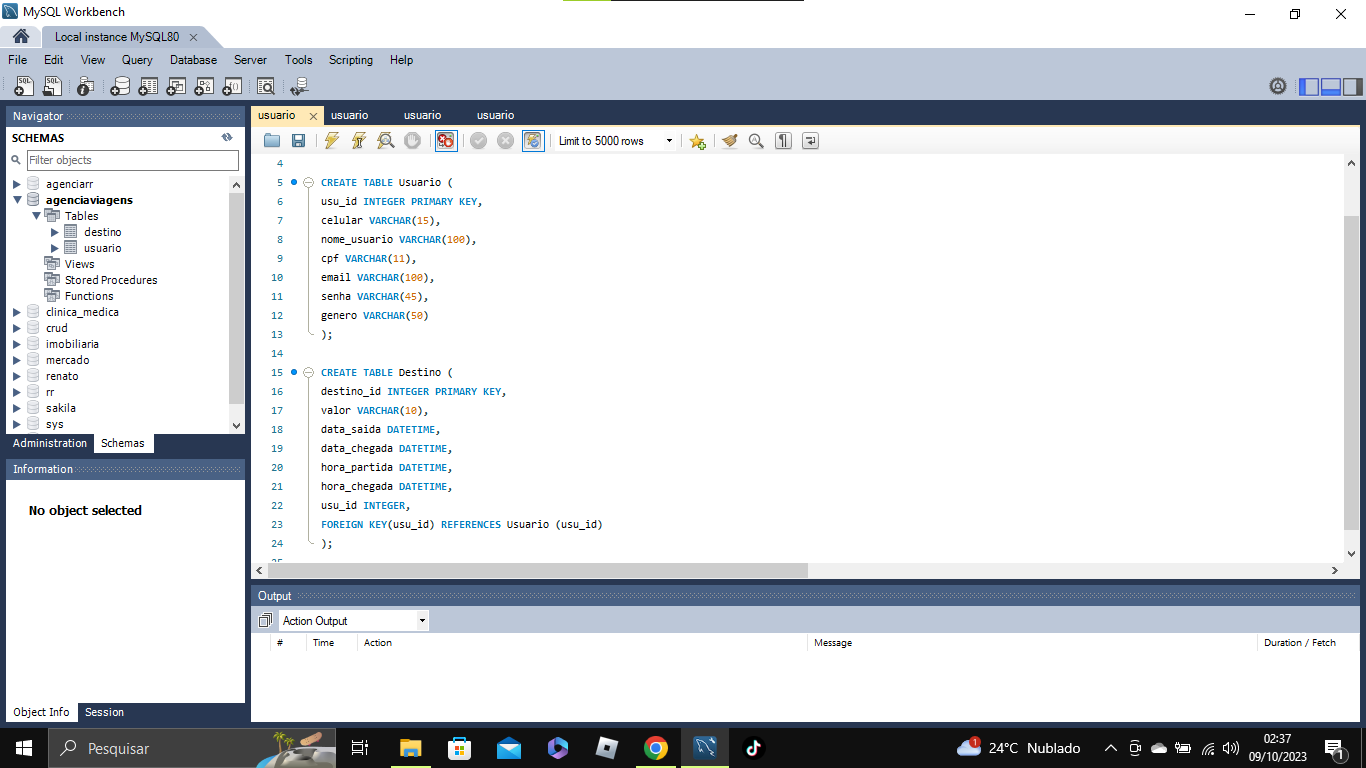 MySQL Workbench
Local instance MySQL80
File Edit View Query Database Server Tools Scripting Help
Navigator
SCHEMAS
Filter objects
agenciarr
agenciaviagens
Tables
destino
usuario
Views
Stored Procedures
Functions
clinica_medica
crud
imobiliaria
mercado
renato
rr
sakila
sys
Administration Schemas
Information
No object selected
Object Info Session
usuario usuario usuario usuario
Limit to 5000 rows
4
5 CREATE TABLE Usuario (
6 usu_id INTEGER PRIMARY KEY,
7 celular VARCHAR(15),
8 nome_usuario VARCHAR(100),
9 cpf VARCHAR(11),
10 email VARCHAR(100),
11 senha VARCHAR(45),
12 genero VARCHAR(50)
13 );
14
15 CREATE TABLE Destino (
16 destino_id INTEGER PRIMARY KEY,
17 valor VARCHAR(10),
18 data_saida DATETIME,
19 data_chegada DATETIME,
20 hora_partida DATETIME,
21 hora_chegada DATETIME,
22 usu_id INTEGER,
23 FOREIGN KEY(usu_id) REFERENCES Usuario (usu_id)
24 );
Output
Action Output
# Time Action Message Duration / Fetch
Pesquisar
24°C Nublado
02:37
09/10/2023